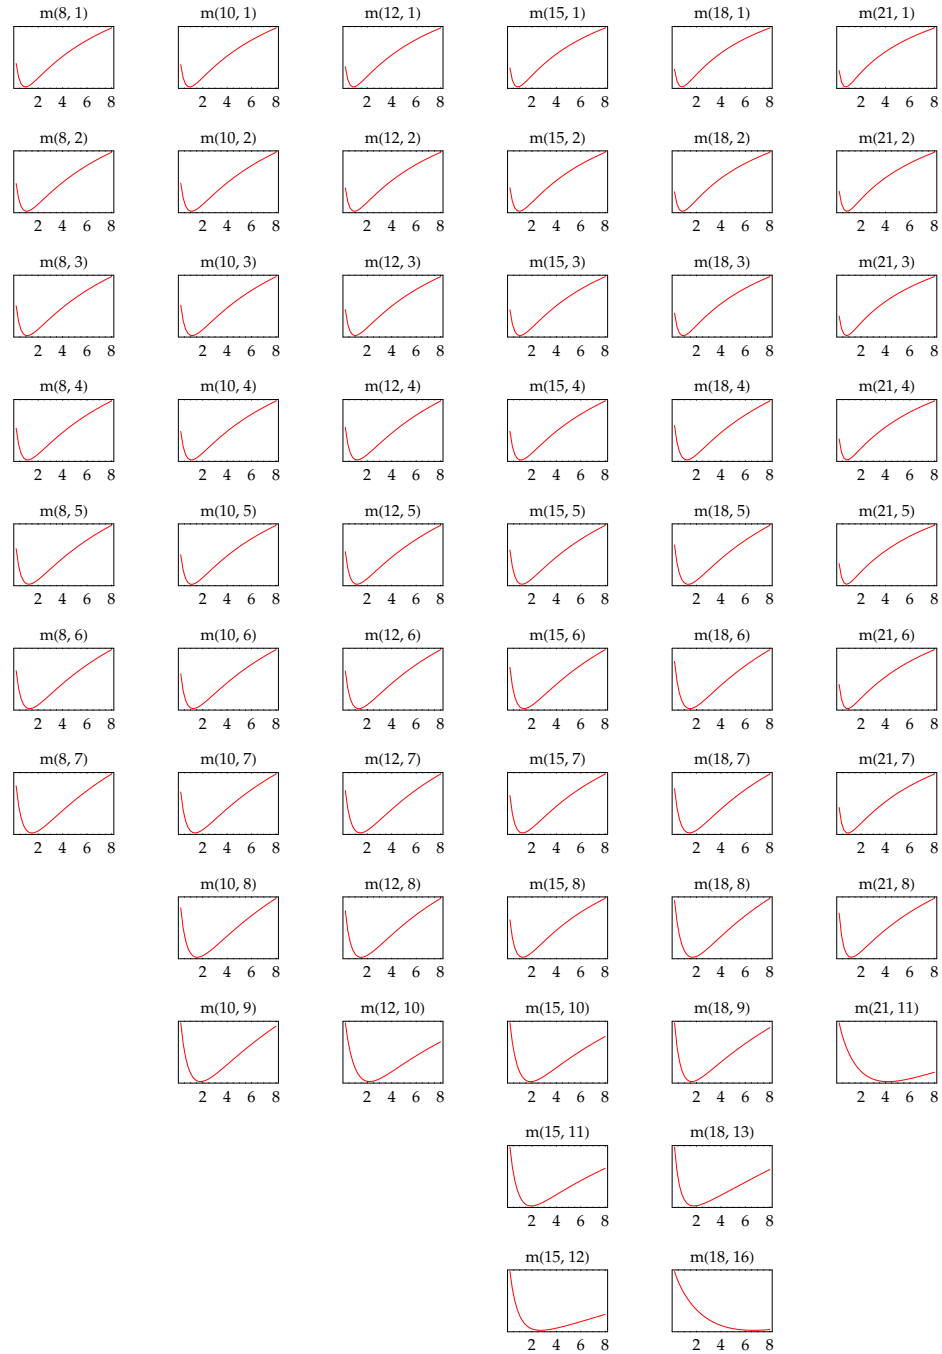 m(8, 1) m(10, 1) m(12, 1) m(15, 1) m(18, 1) m(21, 1)
2 4 6 8 2 4 6 8 2 4 6 8 2 4 6 8 2 4 6 8 2 4 6 8
m(8, 2) m(10, 2) m(12, 2) m(15, 2) m(18, 2) m(21, 2)
2 4 6 8 2 4 6 8 2 4 6 8 2 4 6 8 2 4 6 8 2 4 6 8
m(8, 3) m(10, 3) m(12, 3) m(15, 3) m(18, 3) m(21, 3)
2 4 6 8 2 4 6 8 2 4 6 8 2 4 6 8 2 4 6 8 2 4 6 8
m(8, 4) m(10, 4) m(12, 4) m(15, 4) m(18, 4) m(21, 4)
2 4 6 8 2 4 6 8 2 4 6 8 2 4 6 8 2 4 6 8 2 4 6 8
m(8, 5) m(10, 5) m(12, 5) m(15, 5) m(18, 5) m(21, 5)
2 4 6 8 2 4 6 8 2 4 6 8 2 4 6 8 2 4 6 8 2 4 6 8
m(8, 6) m(10, 6) m(12, 6) m(15, 6) m(18, 6) m(21, 6)
2 4 6 8 2 4 6 8 2 4 6 8 2 4 6 8 2 4 6 8 2 4 6 8
m(8, 7) m(10, 7) m(12, 7) m(15, 7) m(18, 7) m(21, 7)
2 4 6 8 2 4 6 8 2 4 6 8 2 4 6 8 2 4 6 8 2 4 6 8
m(10, 8) m(12, 8) m(15, 8) m(18, 8) m(21, 8)
2 4 6 8 2 4 6 8 2 4 6 8 2 4 6 8 2 4 6 8
m(10, 9) m(12, 10) m(15, 10) m(18, 9) m(21, 11)
2 4 6 8 2 4 6 8 2 4 6 8 2 4 6 8 2 4 6 8
m(15, 11) m(18, 13)
2 4 6 8 2 4 6 8
m(15, 12) m(18, 16)
2 4 6 8 2 4 6 8